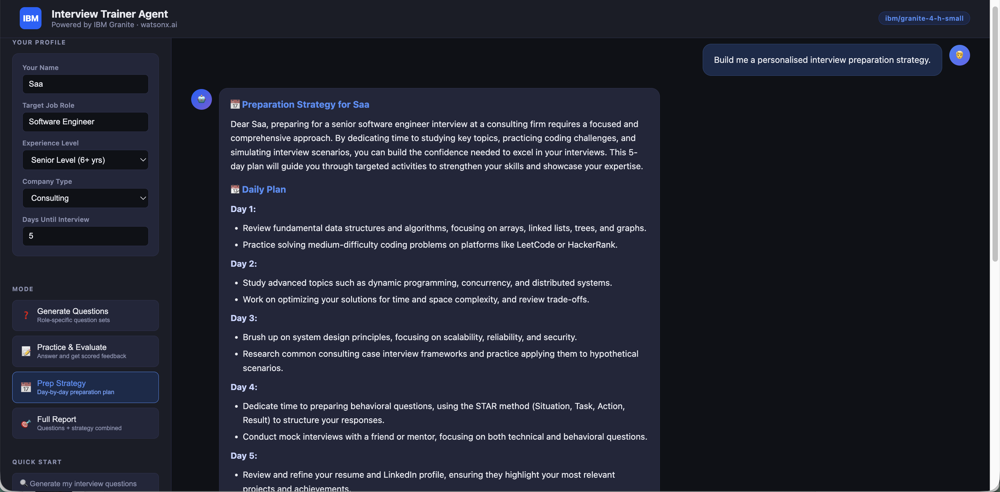 IBM
Interview Trainer Agent
Powered by IBM Granite · watsonx.ai
ibm/granite-4-h-small
YOUR PROFILE
Your Name
Saa
Target Job Role
Software Engineer
Experience Level
Senior Level (6+ yrs)
Company Type
Consulting
Days Until Interview
5
MODE
❓ Generate Questions
Role-specific question sets
📝 Practice & Evaluate
Answer and get scored feedback
📅 Prep Strategy
Day-by-day preparation plan
🎯 Full Report
Questions + strategy combined
QUICK START
🔍 Generate my interview questions
Build me a personalised interview preparation strategy.
📅 Preparation Strategy for Saa
Dear Saa, preparing for a senior software engineer interview at a consulting firm requires a focused and
comprehensive approach. By dedicating time to studying key topics, practicing coding challenges, and
simulating interview scenarios, you can build the confidence needed to excel in your interviews. This 5-
day plan will guide you through targeted activities to strengthen your skills and showcase your expertise.
📆 Daily Plan
Day 1:
• Review fundamental data structures and algorithms, focusing on arrays, linked lists, trees, and graphs.
• Practice solving medium-difficulty coding problems on platforms like LeetCode or HackerRank.
Day 2:
• Study advanced topics such as dynamic programming, concurrency, and distributed systems.
• Work on optimizing your solutions for time and space complexity, and review trade-offs.
Day 3:
• Brush up on system design principles, focusing on scalability, reliability, and security.
• Research common consulting case interview frameworks and practice applying them to hypothetical
scenarios.
Day 4:
• Dedicate time to preparing behavioral questions, using the STAR method (Situation, Task, Action,
Result) to structure your responses.
• Conduct mock interviews with a friend or mentor, focusing on both technical and behavioral questions.
Day 5:
• Review and refine your resume and LinkedIn profile, ensuring they highlight your most relevant
projects and achievements.